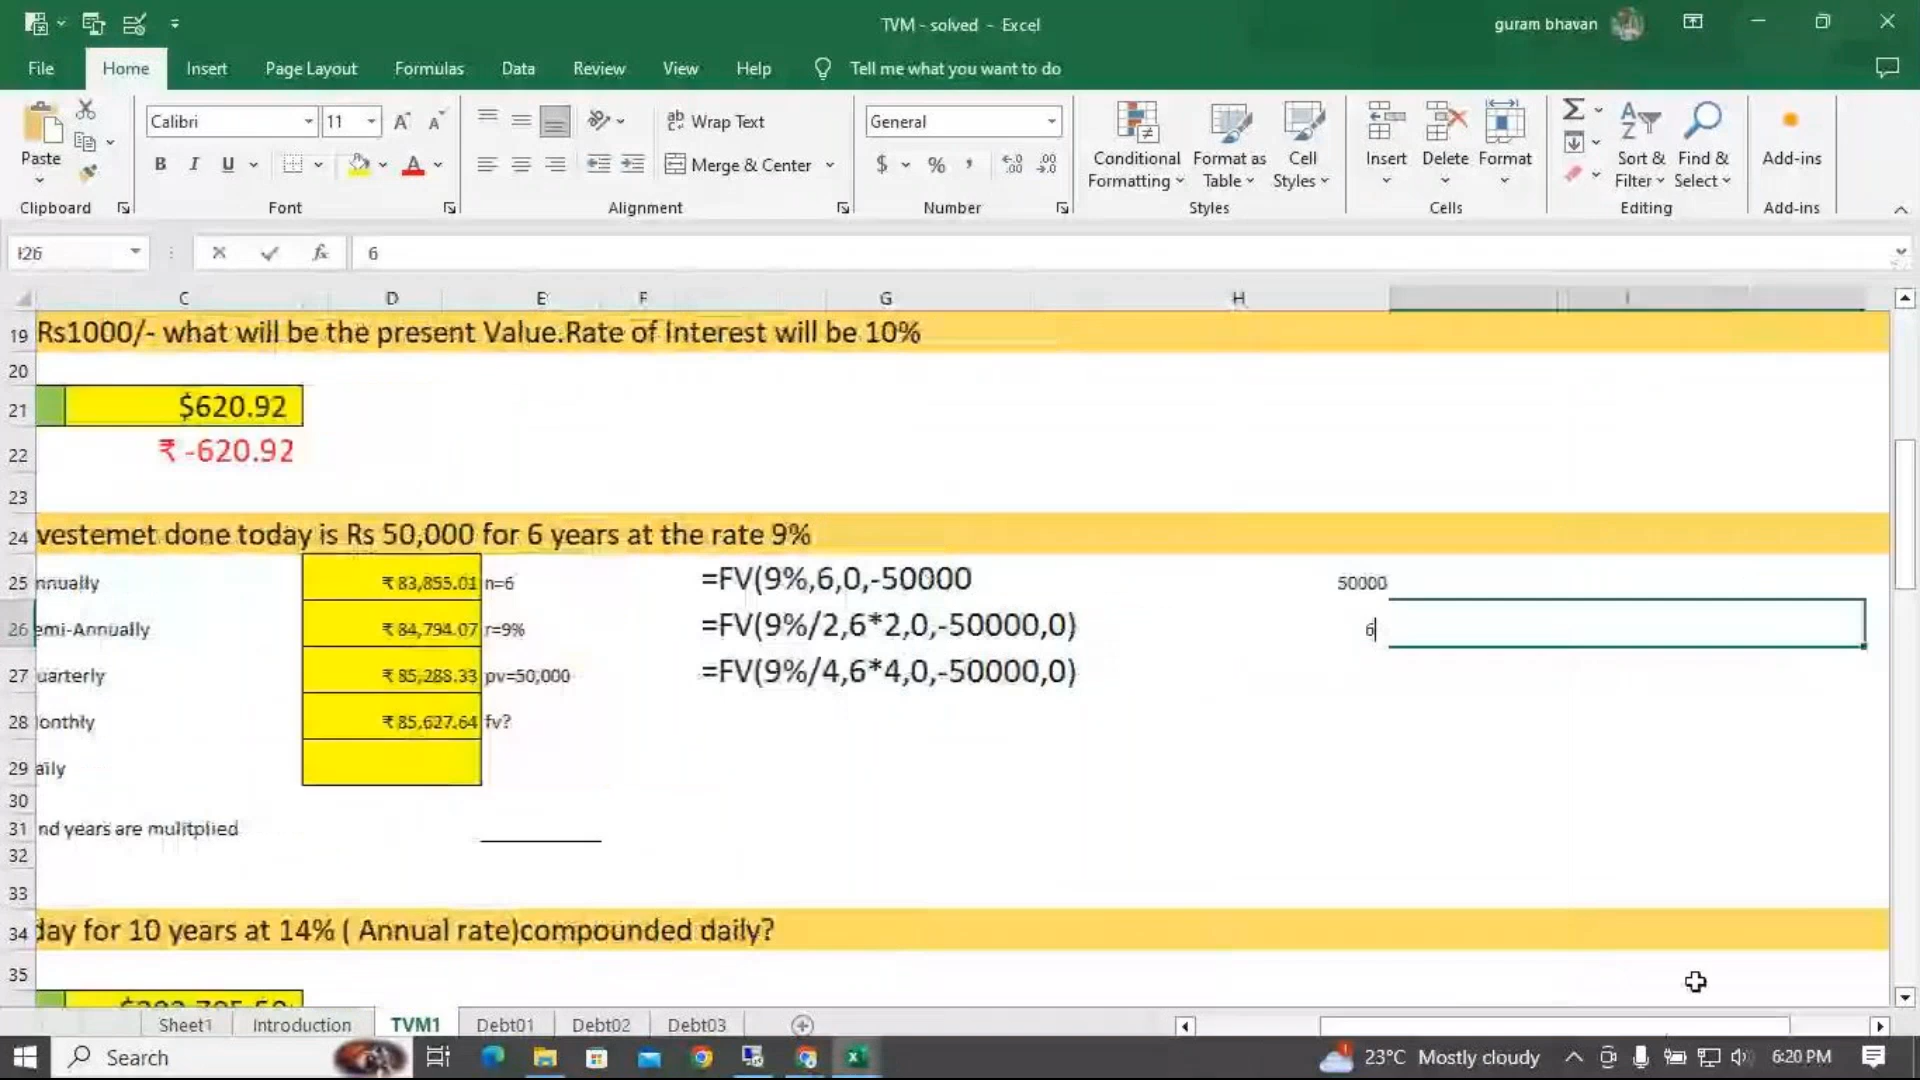 TVM - solved - Excel
guram bhavan
File Home Insert Page Layout Formulas Data Review View Help Tell me what you want to do
Calibri 11
Wrap Text
General
Paste
B I U
Merge & Center
$ % ,
Conditional Formatting
Format as Table
Cell Styles
Insert Delete Format
Sort & Filter
Find & Select
Add-ins
Clipboard Font Alignment Number Styles Cells Editing Add-ins
I26 fx 6
C D E F G H I
19 Rs1000/- what will be the present Value.Rate of Interest will be 10%
20
21 $620.92
22 ₹ -620.92
23
24 vestemet done today is Rs 50,000 for 6 years at the rate 9%
25 nnually ₹ 83,855.01 n=6 =FV(9%,6,0,-50000 50000
26 emi-Annually ₹ 84,794.07 r=9% =FV(9%/2,6*2,0,-50000,0) 6
27 uarterly ₹ 85,288.33 pv=50,000 =FV(9%/4,6*4,0,-50000,0)
28 onthly ₹ 85,627.64 fv?
29 aily
30
31 nd years are mulitplied
32
33
34 day for 10 years at 14% ( Annual rate)compounded daily?
35
Sheet1 Introduction TVM1 Debt01 Debt02 Debt03
Search
23°C Mostly cloudy
6:20 PM